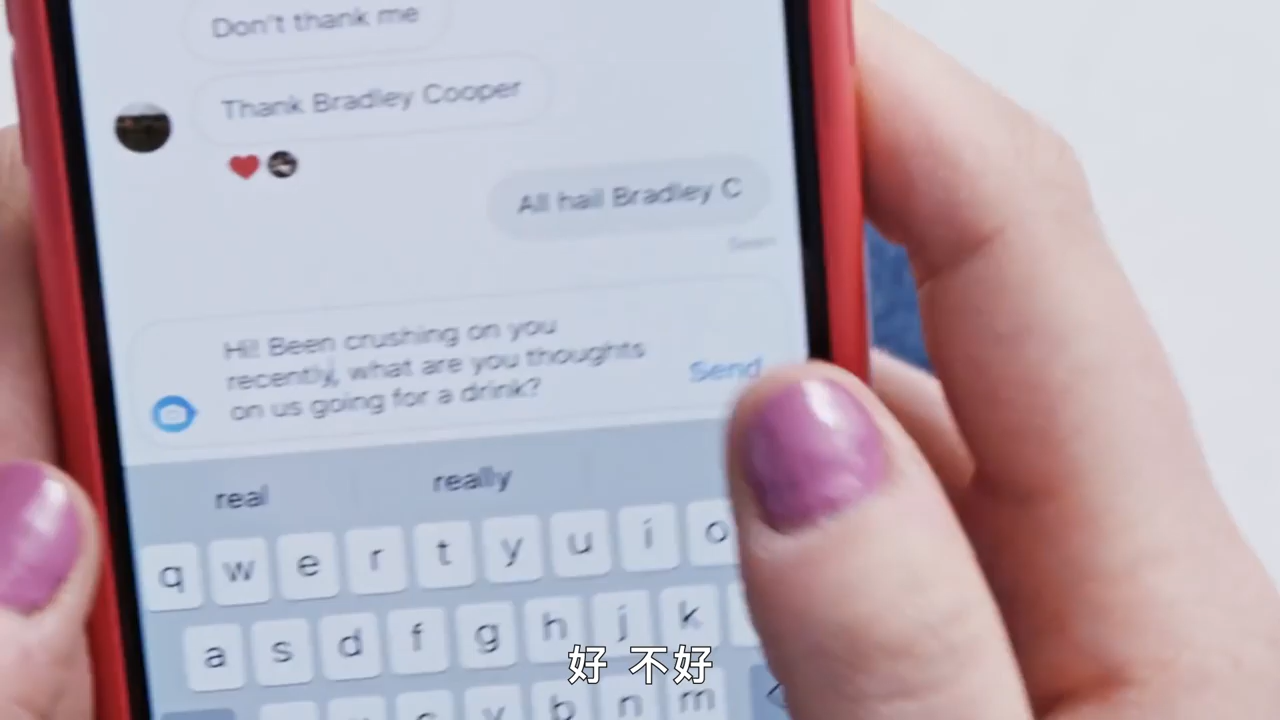 Don't thank me
Thank Bradley Cooper
All hail Bradley C
Seen
Hi! Been crushing on you
recently, what are you thoughts
on us going for a drink?
Send
real
really
q w e r t y u i o
a s d f g h j k
c v b n m
好 不好